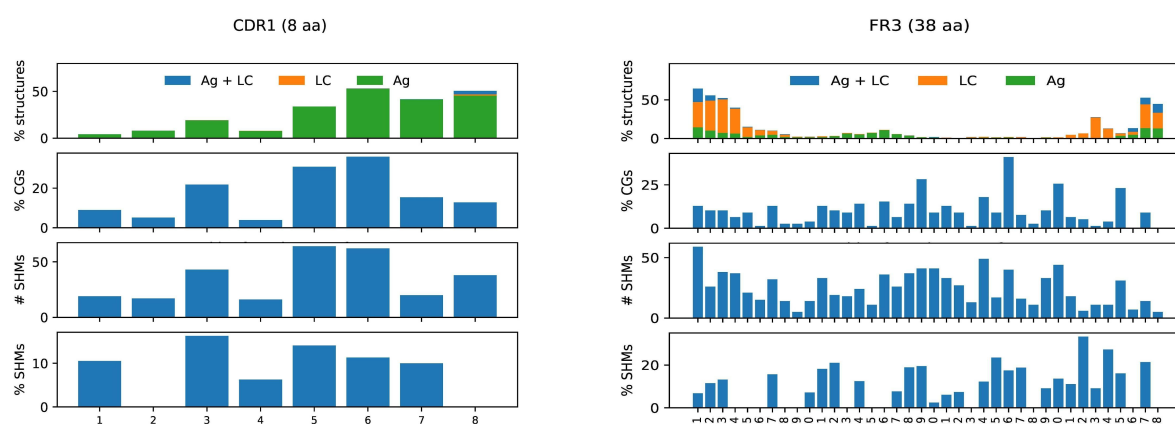 CDR1 (8 aa)
% structures
50
0
Ag + LC
LC
Ag
% CGs
20
0
# SHMs
50
0
% SHMs
10
0
1 2 3 4 5 6 7 8
FR3 (38 aa)
% structures
50
0
Ag + LC
LC
Ag
% CGs
25
0
# SHMs
50
0
% SHMs
20
0
1 2 3 4 5 6 7 8 9 0 1 2 3 4 5 6 7 8 9 0 1 2 3 4 5 6 7 8 9 0 1 2 3 4 5 6 7 8